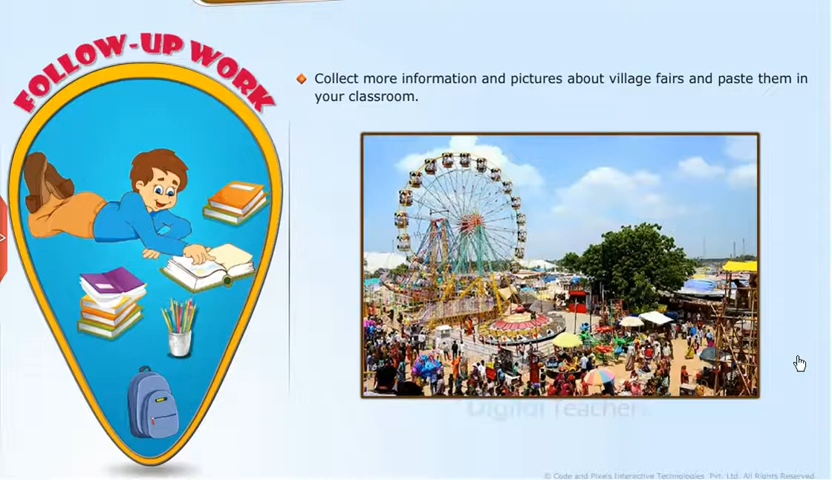 FOLLOW-UP WORK
Collect more information and pictures about village fairs and paste them in
your classroom.
Digital Teacher
© Code and Pixels Interactive Technologies. Pvt. Ltd. All Rights Reserved.